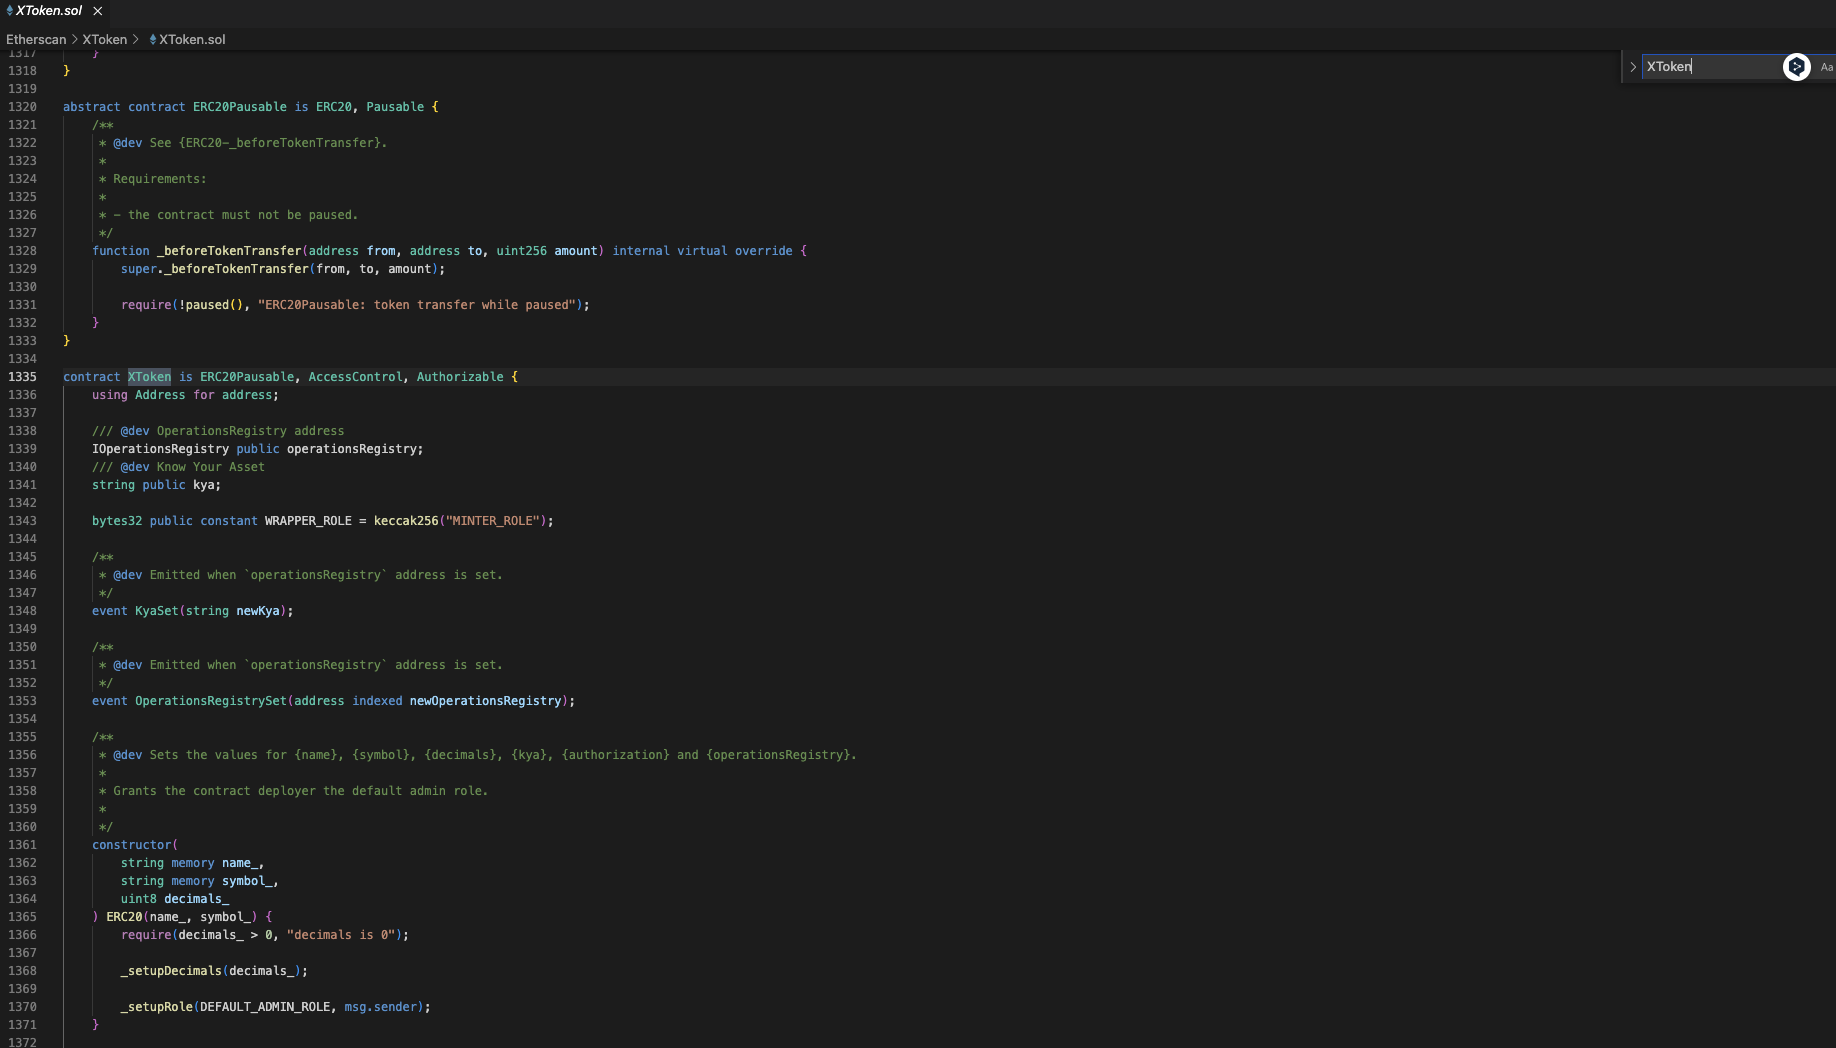 XToken.sol
Etherscan > XToken > XToken.sol
XToken
Aa
1317 }
1318 }
1319
1320 abstract contract ERC20Pausable is ERC20, Pausable {
1321 /**
1322 * @dev See {ERC20-_beforeTokenTransfer}.
1323 *
1324 * Requirements:
1325 *
1326 * - the contract must not be paused.
1327 */
1328 function _beforeTokenTransfer(address from, address to, uint256 amount) internal virtual override {
1329 super._beforeTokenTransfer(from, to, amount);
1330
1331 require(!paused(), "ERC20Pausable: token transfer while paused");
1332 }
1333 }
1334
1335 contract XToken is ERC20Pausable, AccessControl, Authorizable {
1336 using Address for address;
1337
1338 /// @dev OperationsRegistry address
1339 IOperationsRegistry public operationsRegistry;
1340 /// @dev Know Your Asset
1341 string public kya;
1342
1343 bytes32 public constant WRAPPER_ROLE = keccak256("MINTER_ROLE");
1344
1345 /**
1346 * @dev Emitted when `operationsRegistry` address is set.
1347 */
1348 event KyaSet(string newKya);
1349
1350 /**
1351 * @dev Emitted when `operationsRegistry` address is set.
1352 */
1353 event OperationsRegistrySet(address indexed newOperationsRegistry);
1354
1355 /**
1356 * @dev Sets the values for {name}, {symbol}, {decimals}, {kya}, {authorization} and {operationsRegistry}.
1357 *
1358 * Grants the contract deployer the default admin role.
1359 *
1360 */
1361 constructor(
1362 string memory name_,
1363 string memory symbol_,
1364 uint8 decimals_
1365 ) ERC20(name_, symbol_) {
1366 require(decimals_ > 0, "decimals is 0");
1367
1368 _setupDecimals(decimals_);
1369
1370 _setupRole(DEFAULT_ADMIN_ROLE, msg.sender);
1371 }
1372